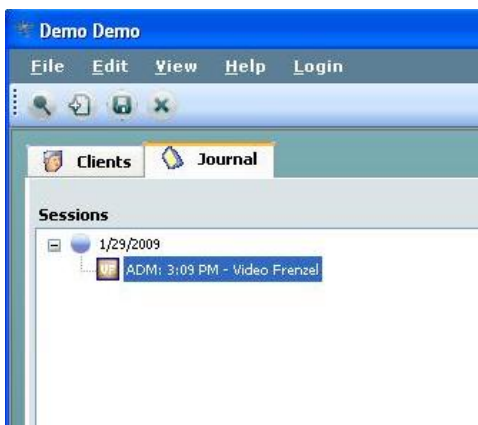 Demo Demo
File Edit View Help Login
Clients Journal
Sessions
1/29/2009
VF ADM: 3:09 PM - Video Frenzel